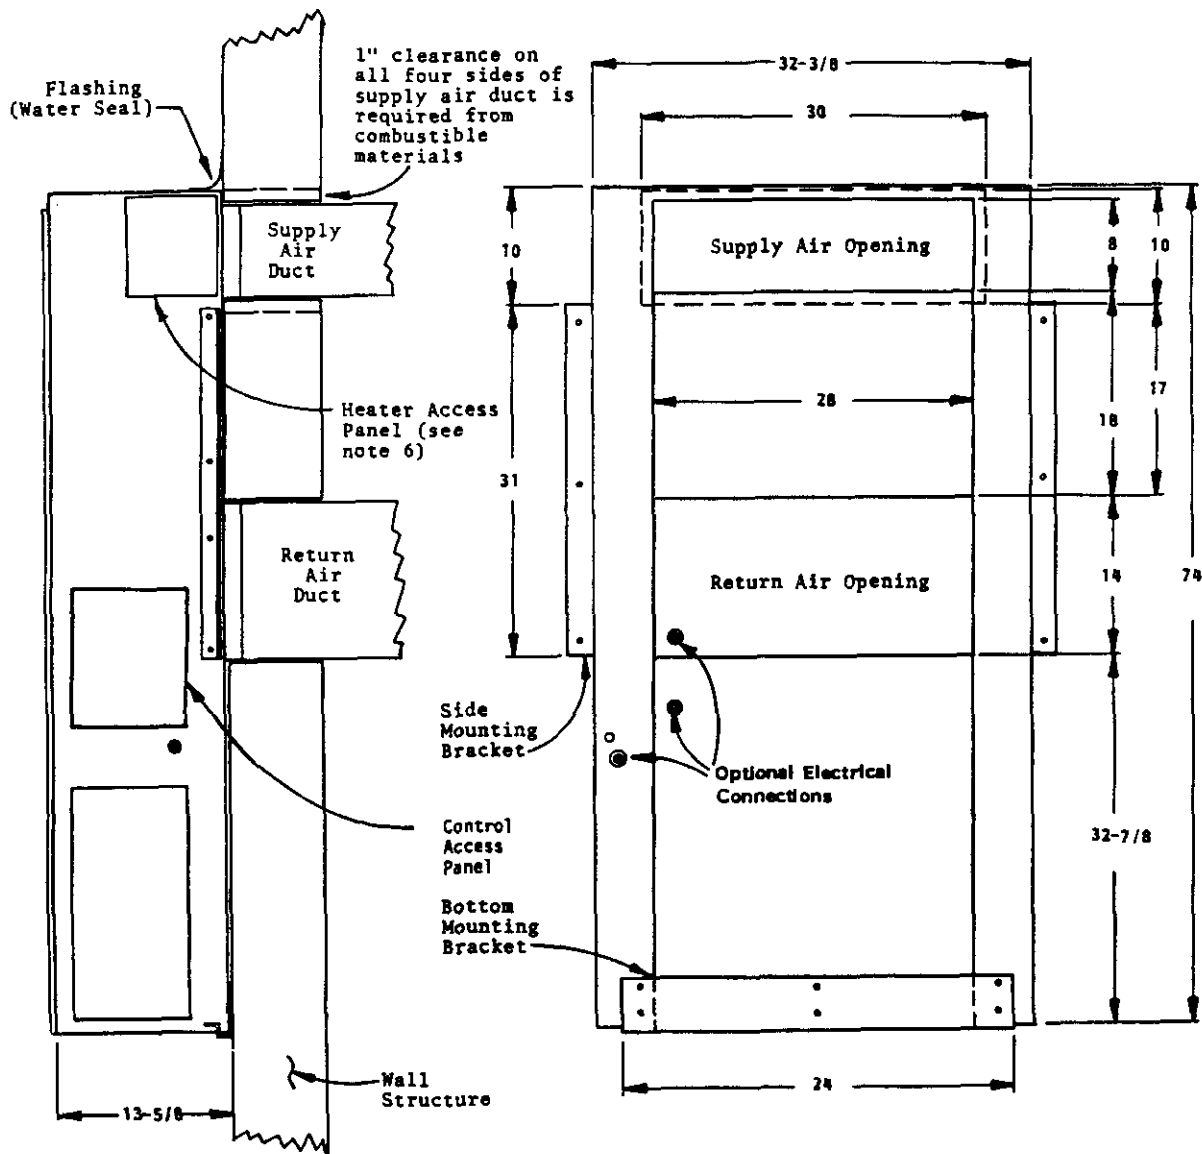 Flashing
(Water Seal)
1" clearance on
all four sides of
supply air duct is
required from
combustible
materials
Supply
Air
Duct
Heater Access
Panel (see
note 6)
Return
Air
Duct
Side
Mounting
Bracket
Control
Access
Panel
Bottom
Mounting
Bracket
Wall
Structure
13-5/8
32-3/8
30
10
Supply Air Opening
8
10
28
18
17
31
Return Air Opening
14
74
Optional Electrical
Connections
32-7/8
24